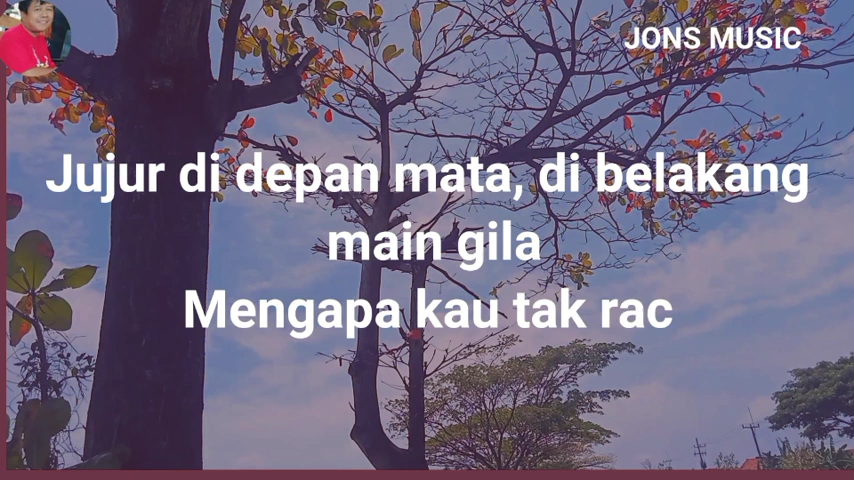 JONS MUSIC
Jujur di depan mata, di belakang
main gila
Mengapa kau tak rac